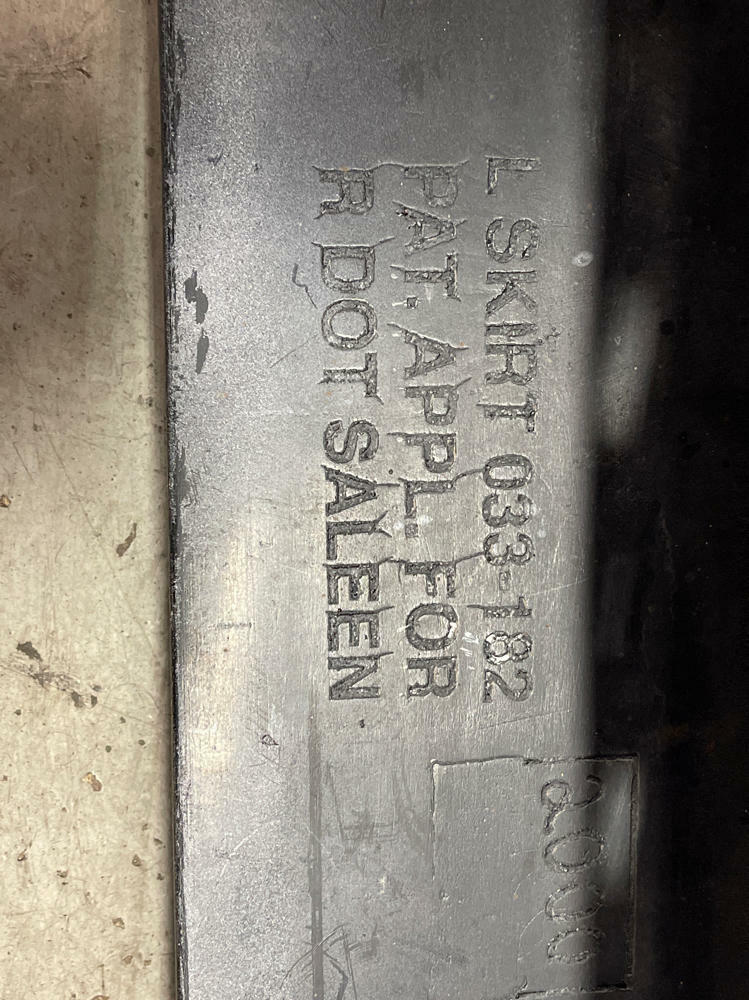 L SKIRT 033-182
PAT. APPL. FOR
R DOT SALEEN
2000